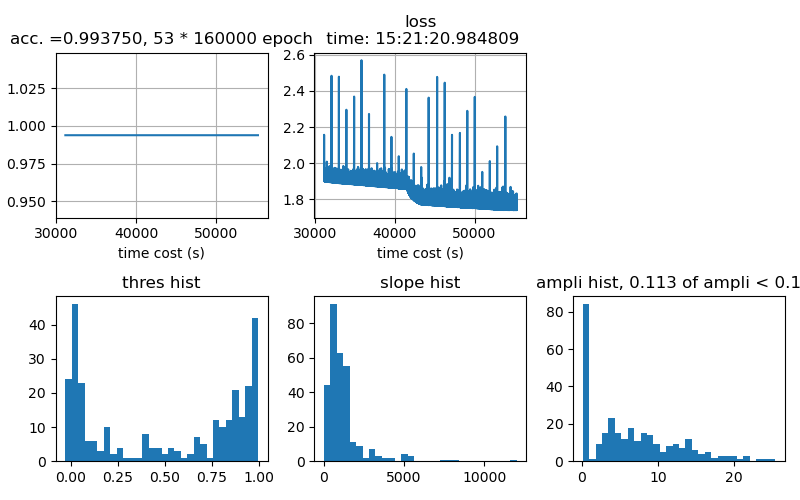 acc. =0.993750, 53 * 160000 epoch
loss
time: 15:21:20.984809
1.025
1.000
0.975
0.950
30000 40000 50000
time cost (s)
2.6
2.4
2.2
2.0
1.8
30000 40000 50000
time cost (s)
thres hist
40
30
20
10
0
0.00 0.25 0.50 0.75 1.00
slope hist
80
60
40
20
0
0 5000 10000
ampli hist, 0.113 of ampli < 0.1
80
60
40
20
0
0 10 20